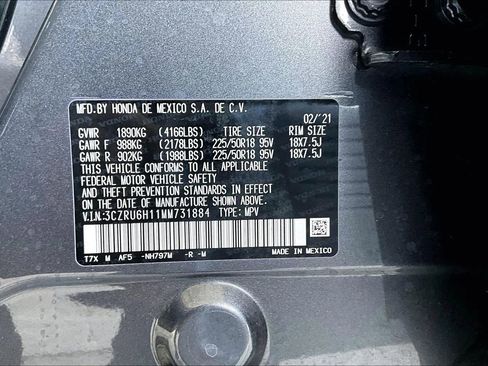 MFD.BY HONDA DE MEXICO S.A. DE C.V.
02/'21
GVWR 1890KG (4166LBS) TIRE SIZE RIM SIZE
GAWR F 988KG (2178LBS) 225/50R18 95V 18X7.5J
GAWR R 902KG (1988LBS) 225/50R18 95V 18X7.5J
THIS VEHICLE CONFORMS TO ALL APPLICABLE
FEDERAL MOTOR VEHICLE SAFETY
STANDARDS IN EFFECT ON THE DATE OF
MANUFACTURE SHOWN ABOVE.
V.I.N:3CZRU6H11MM731884 TYPE: MPV
T7X M AF5 -NH797M -R -M MADE IN MEXICO